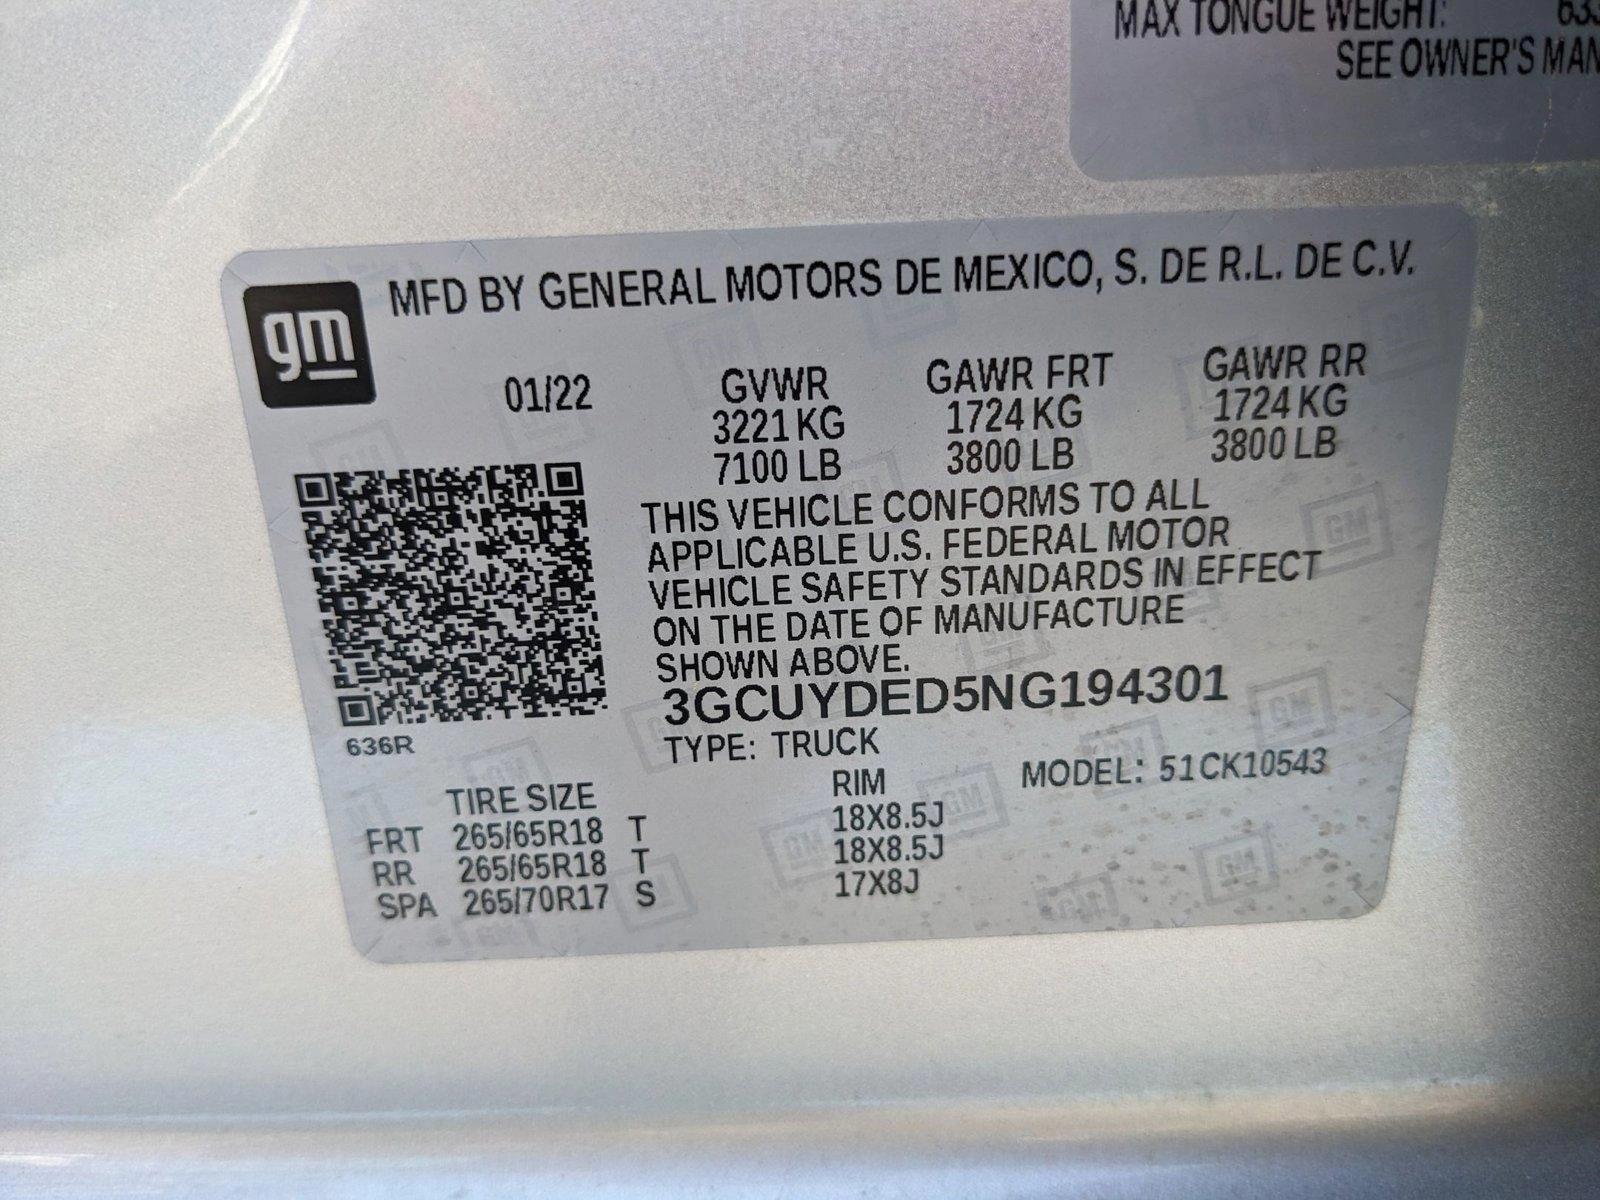 MAX TONGUE WEIGHT:
SEE OWNER'S
gm
MFD BY GENERAL MOTORS DE MEXICO, S. DE R.L. DE C.V.
01/22 GVWR GAWR FRT GAWR RR
3221 KG 1724 KG 1724 KG
7100 LB 3800 LB 3800 LB
THIS VEHICLE CONFORMS TO ALL
APPLICABLE U.S. FEDERAL MOTOR
VEHICLE SAFETY STANDARDS IN EFFECT
ON THE DATE OF MANUFACTURE
SHOWN ABOVE.
3GCUYDED5NG194301
636R
TYPE: TRUCK
MODEL: 51CK10543
TIRE SIZE RIM
FRT 265/65R18 T 18X8.5J
RR 265/65R18 T 18X8.5J
SPA 265/70R17 S 17X8J